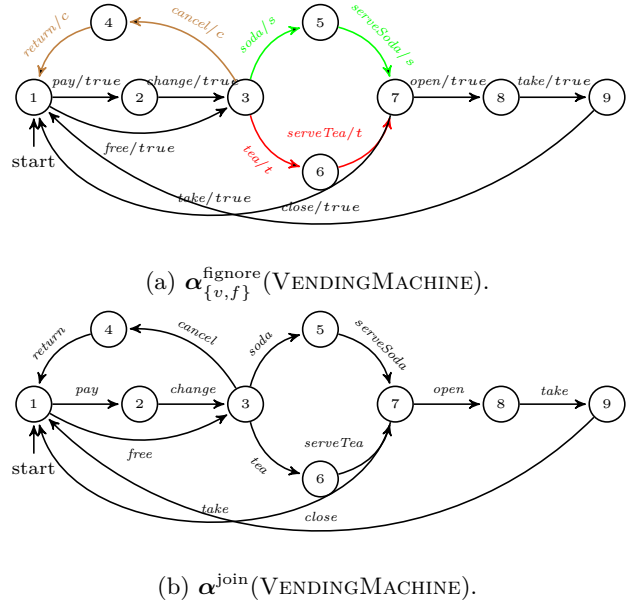 4
5
return/c
cancel/c
soda/s
serveSoda/s
pay/true
change/true
open/true
take/true
1
2
3
7
8
9
free/true
tea/t
serveTea/t
start
6
take/true
close/true
(a) α^{fignore}_{{v,f}}(VENDINGMACHINE).
4
5
return
cancel
soda
serveSoda
pay
change
open
take
1
2
3
7
8
9
free
tea
serveTea
start
6
take
close
(b) α^{join}(VENDINGMACHINE).